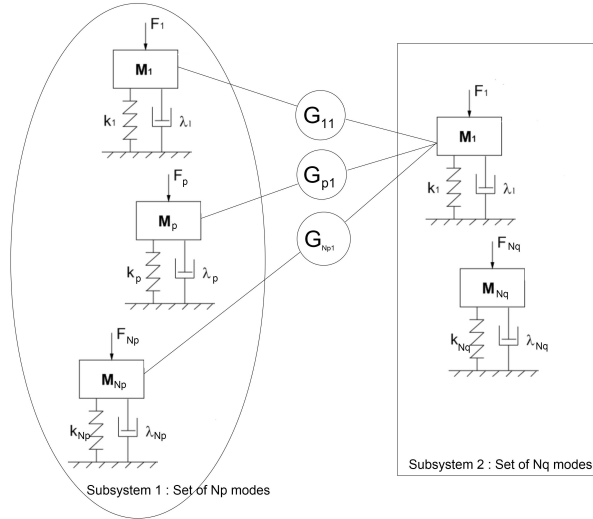 F1
M1
k1 λ1
Fp
Mp
kp λp
FNp
MNp
kNp λNp
Subsystem 1 : Set of Np modes
G11
Gp1
GNp1
F1
M1
k1 λ1
FNq
MNq
kNq λNq
Subsystem 2 : Set of Nq modes